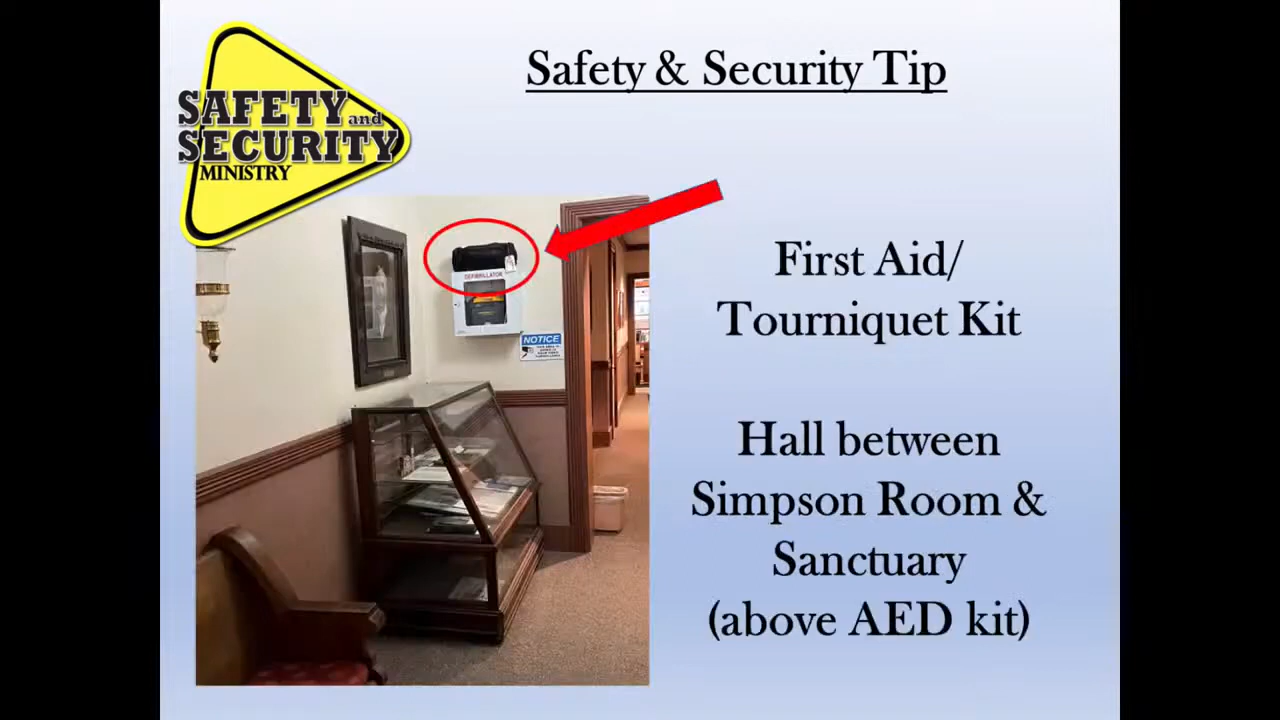 SAFETY and
SECURITY
MINISTRY
Safety & Security Tip
DEFIBRILLATOR
NOTICE
First Aid/
Tourniquet Kit
Hall between
Simpson Room &
Sanctuary
(above AED kit)